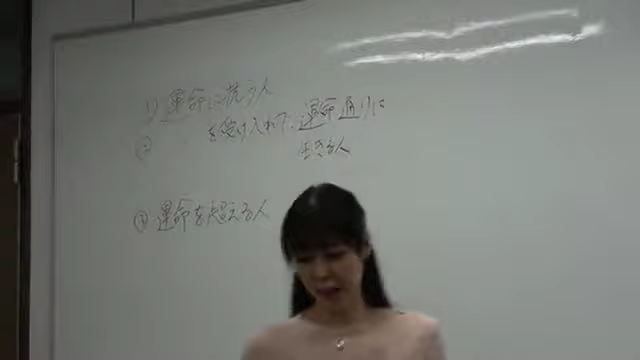 1) 運命に抗う人
② を受け入れて、運命通りに
生きる人
③ 運命を超える人